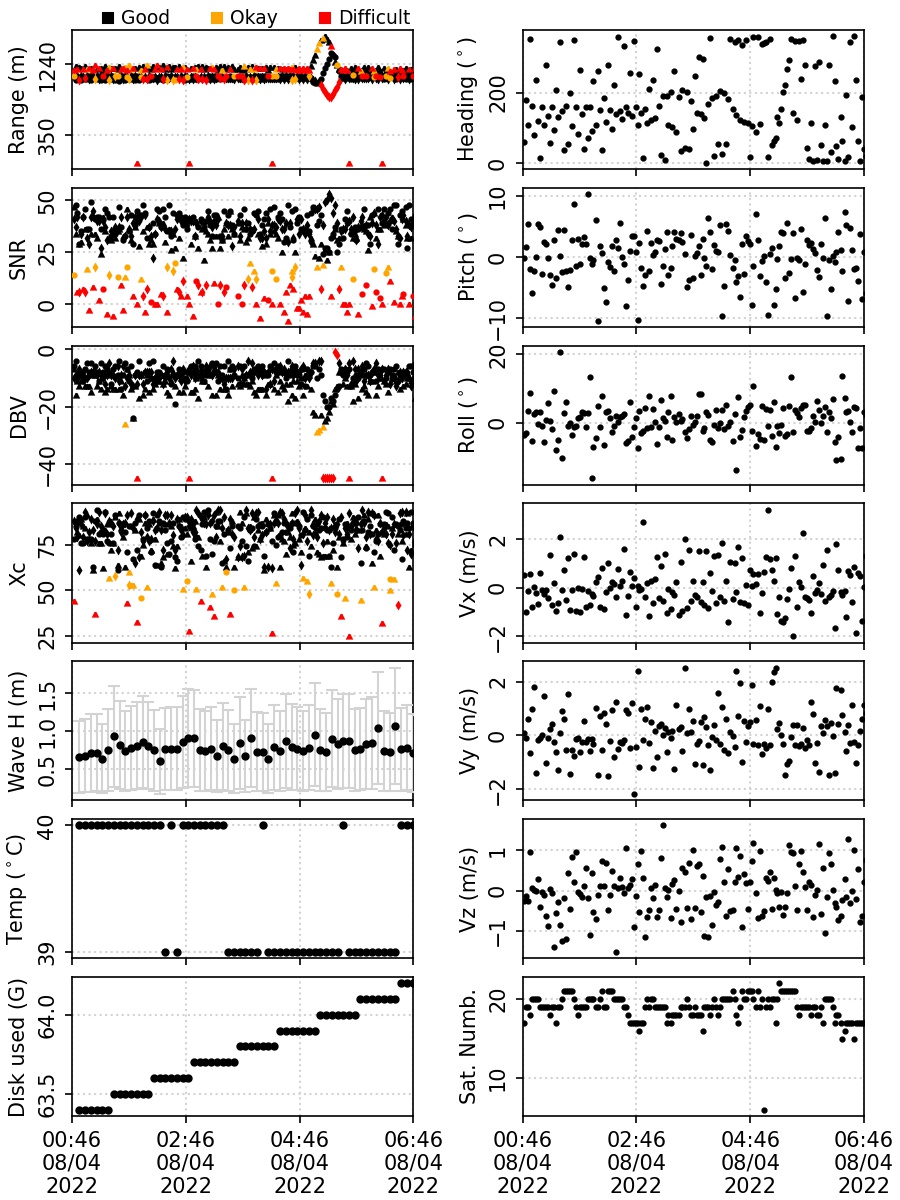 Good Okay Difficult
Range (m)
1240
350
Heading (°)
200
0
SNR
50
25
0
Pitch (°)
10
0
−10
DBV
0
−20
−40
Roll (°)
20
0
Xc
75
50
25
Vx (m/s)
2
0
−2
Wave H (m)
1.5
1.0
0.5
Vy (m/s)
2
0
−2
Temp (°C)
40
39
Vz (m/s)
1
0
−1
Disk used (G)
64.0
63.5
Sat. Numb.
20
10
00:46 02:46 04:46 06:46
08/04 08/04 08/04 08/04
2022 2022 2022 2022
00:46 02:46 04:46 06:46
08/04 08/04 08/04 08/04
2022 2022 2022 2022